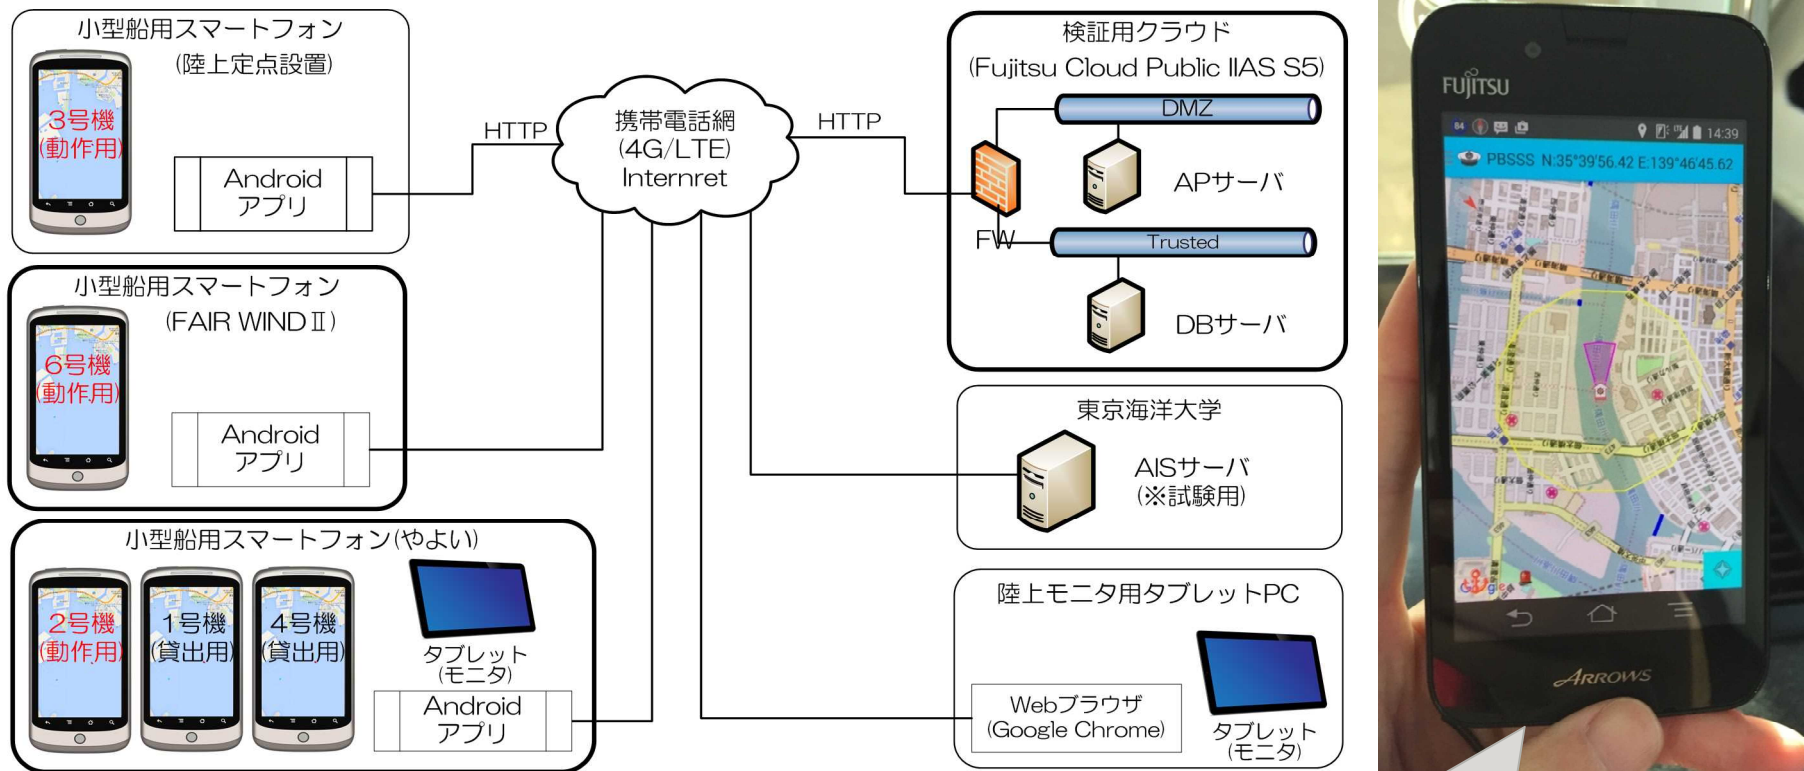 小型船用スマートフォン
(陸上定点設置)
3号機
(動作用)
Android
アプリ
HTTP
小型船用スマートフォン
(FAIR WINDⅡ)
6号機
(動作用)
Android
アプリ
小型船用スマートフォン(やよい)
2号機
(動作用)
1号機
(貸出用)
4号機
(貸出用)
タブレット
(モニタ)
Android
アプリ
携帯電話網
(4G/LTE)
Internret
HTTP
検証用クラウド
(Fujitsu Cloud Public IIAS S5)
DMZ
APサーバ
FW
Trusted
DBサーバ
東京海洋大学
AISサーバ
(※試験用)
陸上モニタ用タブレットPC
Webブラウザ
(Google Chrome)
タブレット
(モニタ)
FUJITSU
84
14:39
PBSSS N:35°39'56.42 E:139°46'45.62
ARROWS